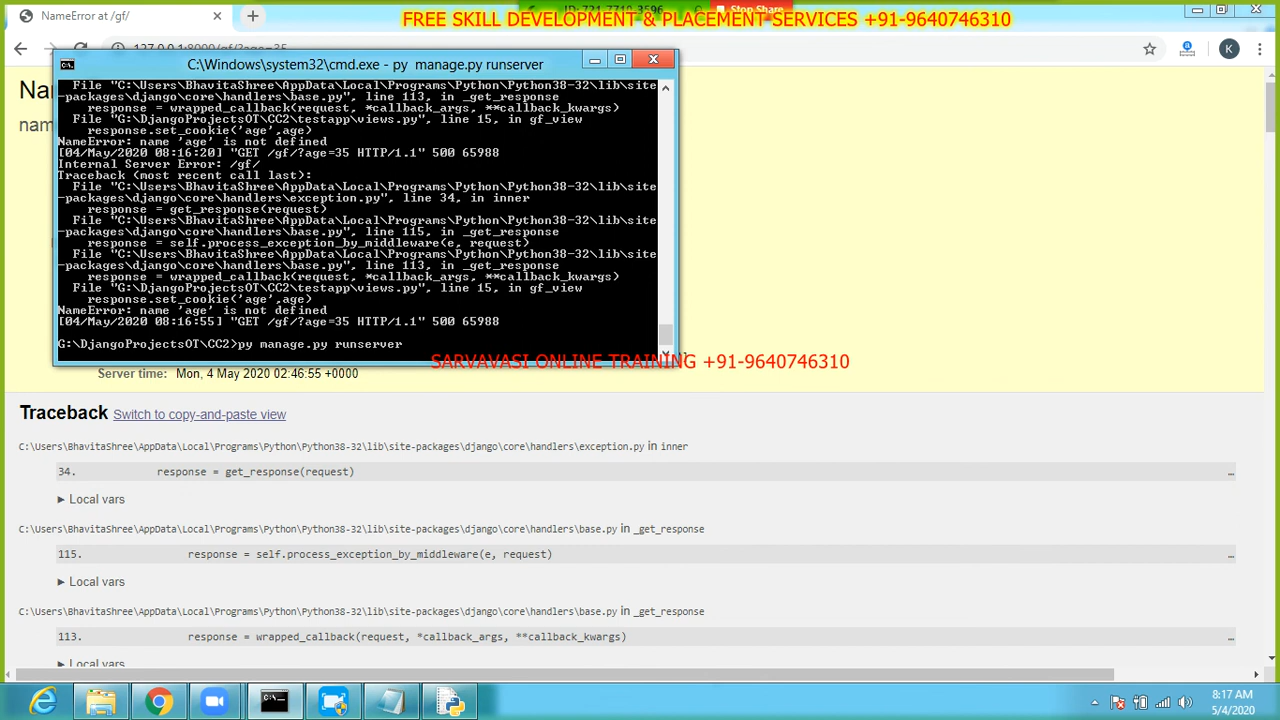 NameError at /gf/
ID: 721-7710-3596
Stop Share
FREE SKILL DEVELOPMENT & PLACEMENT SERVICES +91-9640746310
127.0.0.1:8000/gf/?age=35
K
C:\Windows\system32\cmd.exe - py manage.py runserver
File "C:\Users\BhavitaShree\AppData\Local\Programs\Python\Python38-32\lib\site
-packages\django\core\handlers\base.py", line 113, in _get_response
response = wrapped_callback(request, *callback_args, **callback_kwargs)
File "G:\DjangoProjectsOT\CC2\testapp\views.py", line 15, in gf_view
response.set_cookie('age',age)
NameError: name 'age' is not defined
[04/May/2020 08:16:20] "GET /gf/?age=35 HTTP/1.1" 500 65988
Internal Server Error: /gf/
Traceback (most recent call last):
File "C:\Users\BhavitaShree\AppData\Local\Programs\Python\Python38-32\lib\site
-packages\django\core\handlers\exception.py", line 34, in inner
response = get_response(request)
File "C:\Users\BhavitaShree\AppData\Local\Programs\Python\Python38-32\lib\site
-packages\django\core\handlers\base.py", line 115, in _get_response
response = self.process_exception_by_middleware(e, request)
File "C:\Users\BhavitaShree\AppData\Local\Programs\Python\Python38-32\lib\site
-packages\django\core\handlers\base.py", line 113, in _get_response
response = wrapped_callback(request, *callback_args, **callback_kwargs)
File "G:\DjangoProjectsOT\CC2\testapp\views.py", line 15, in gf_view
response.set_cookie('age',age)
NameError: name 'age' is not defined
[04/May/2020 08:16:55] "GET /gf/?age=35 HTTP/1.1" 500 65988
G:\DjangoProjectsOT\CC2>py manage.py runserver
SARVAVASI ONLINE TRAINING +91-9640746310
Server time: Mon, 4 May 2020 02:46:55 +0000
Traceback Switch to copy-and-paste view
C:\Users\BhavitaShree\AppData\Local\Programs\Python\Python38-32\lib\site-packages\django\core\handlers\exception.py in inner
34. response = get_response(request) …
▶ Local vars
C:\Users\BhavitaShree\AppData\Local\Programs\Python\Python38-32\lib\site-packages\django\core\handlers\base.py in _get_response
115. response = self.process_exception_by_middleware(e, request) …
▶ Local vars
C:\Users\BhavitaShree\AppData\Local\Programs\Python\Python38-32\lib\site-packages\django\core\handlers\base.py in _get_response
113. response = wrapped_callback(request, *callback_args, **callback_kwargs) …
▶ Local vars
8:17 AM
5/4/2020